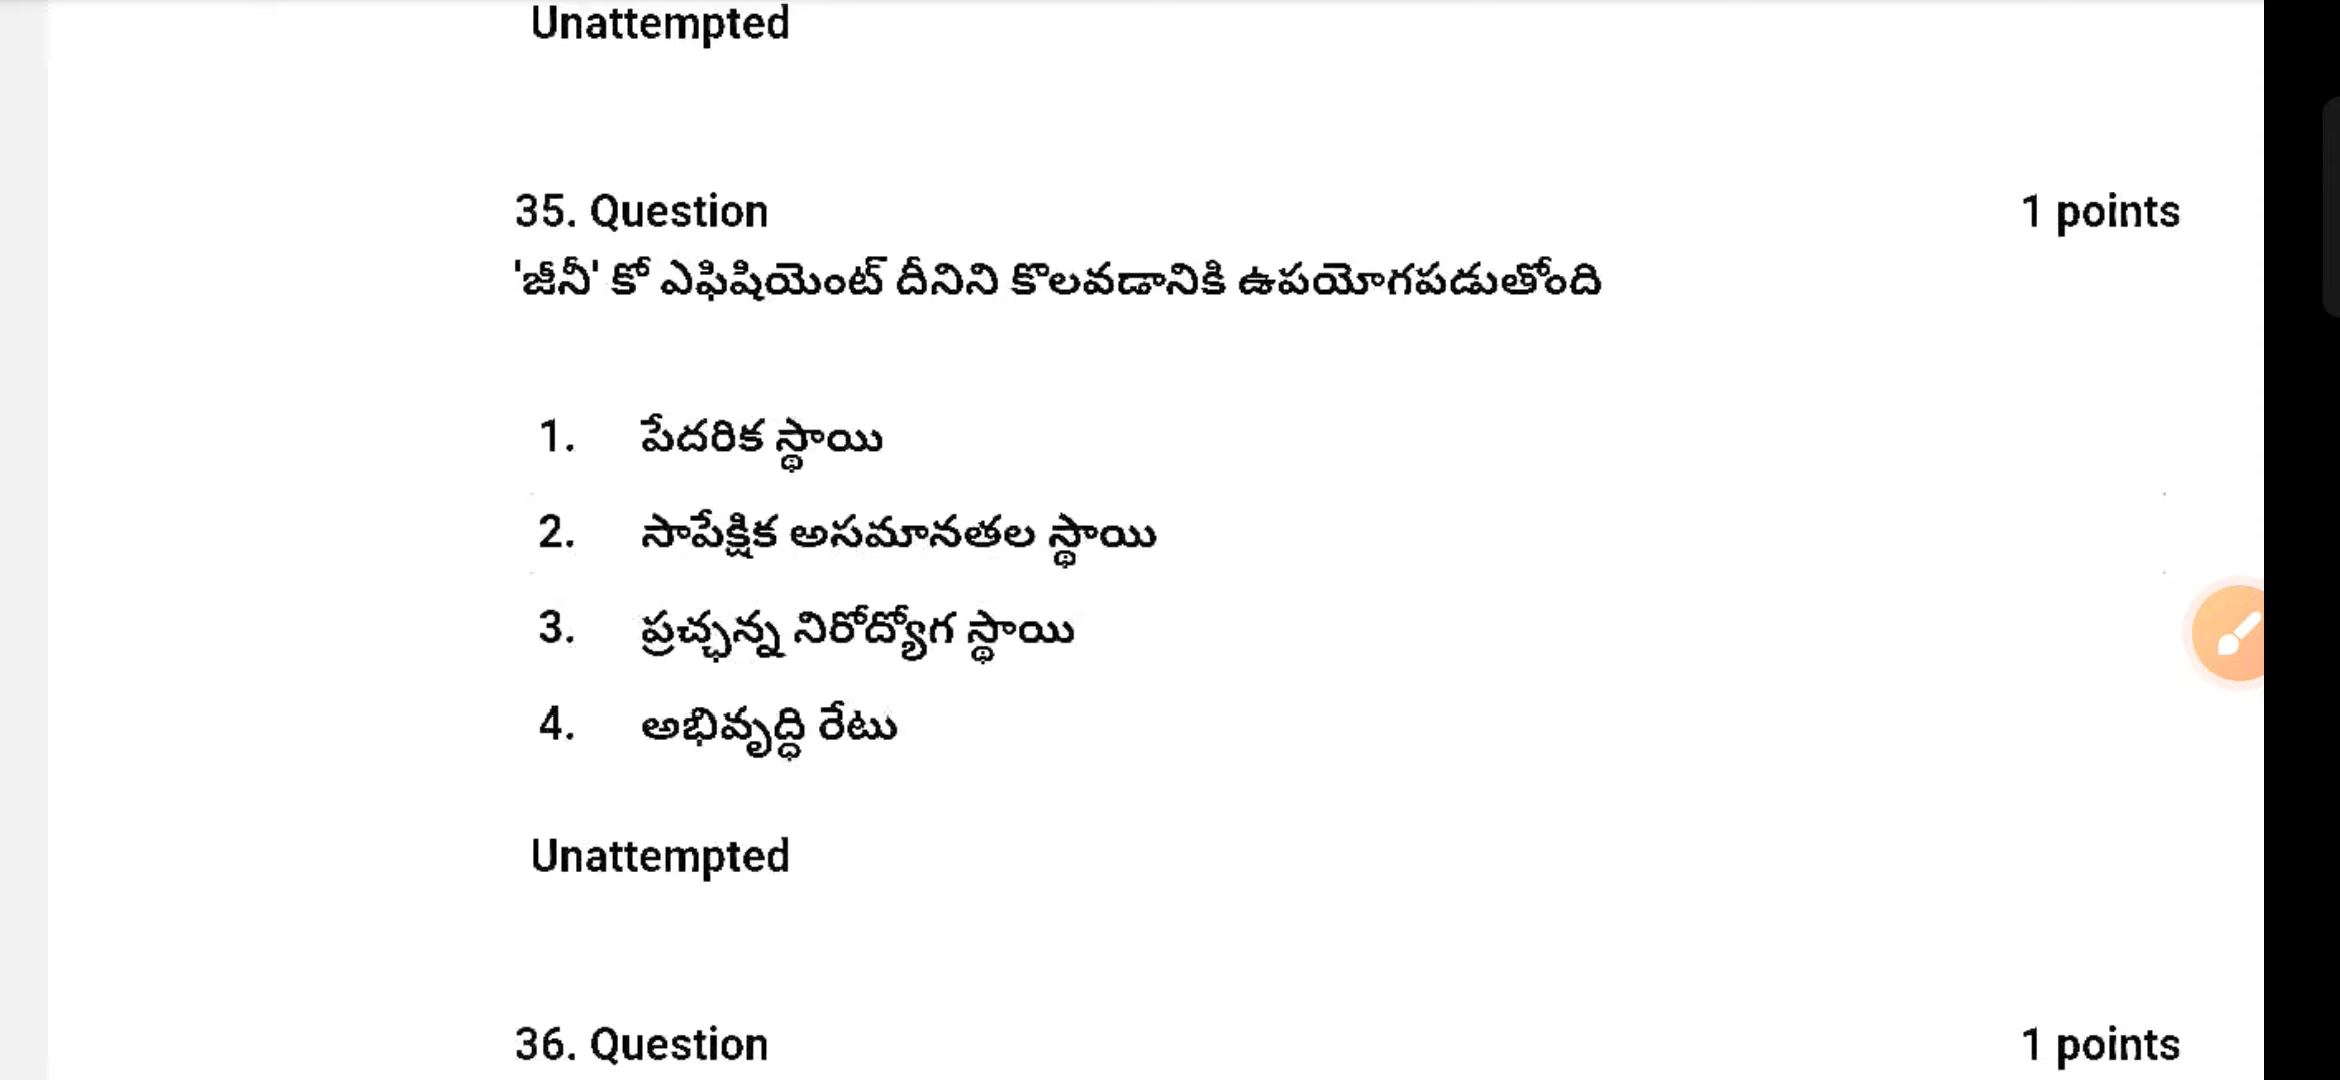 Unattempted
35. Question 1 points
'జీనీ' కో ఎఫిషియెంట్ దీనిని కొలవడానికి ఉపయోగపడుతోంది
1. పేదరిక స్థాయి
2. సాపేక్షిక అసమానతల స్థాయి
3. ప్రచ్ఛన్న నిరోద్యోగ స్థాయి
4. అభివృద్ధి రేటు
Unattempted
36. Question 1 points